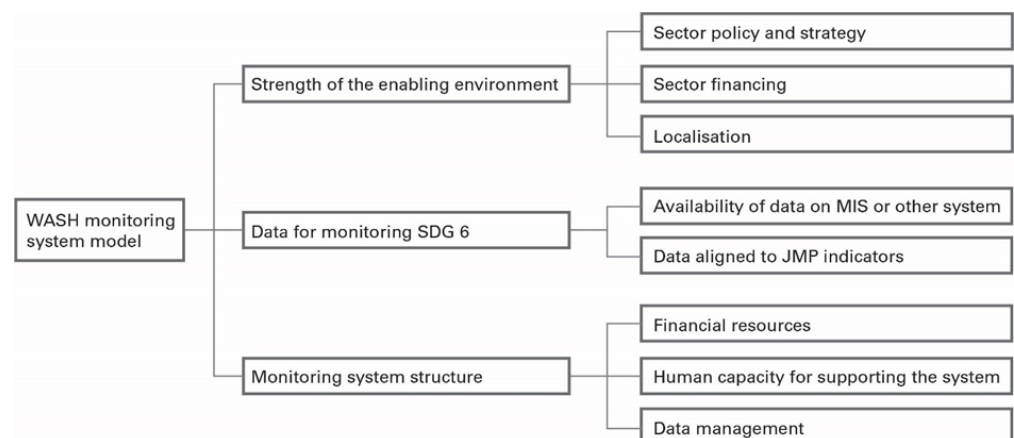 Sector policy and strategy
Strength of the enabling environment
Sector financing
Localisation
WASH monitoring
system model
Data for monitoring SDG 6
Availability of data on MIS or other system
Data aligned to JMP indicators
Monitoring system structure
Financial resources
Human capacity for supporting the system
Data management